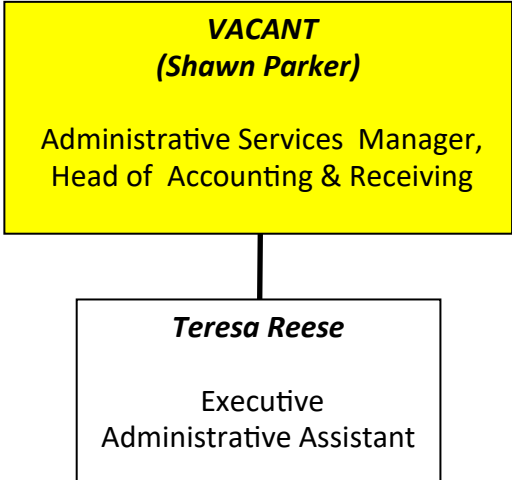 VACANT
(Shawn Parker)
Administrative Services Manager,
Head of Accounting & Receiving
Teresa Reese
Executive
Administrative Assistant